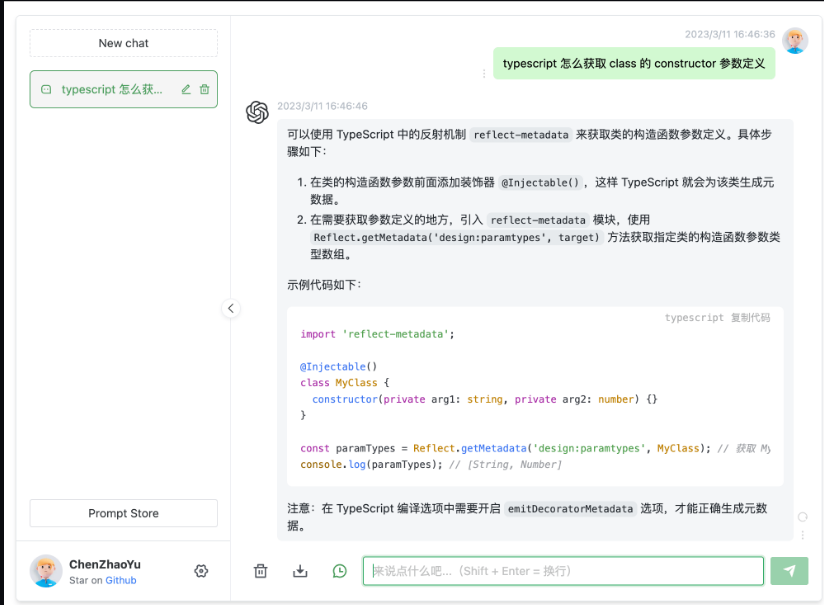 New chat
typescript 怎么获...
Prompt Store
ChenZhaoYu
Star on Github
2023/3/11 16:46:36
typescript 怎么获取 class 的 constructor 参数定义
2023/3/11 16:46:46
可以使用 TypeScript 中的反射机制 reflect-metadata 来获取类的构造函数参数定义。具体步
骤如下：
1. 在类的构造函数参数前面添加装饰器 @Injectable()，这样 TypeScript 就会为该类生成元
数据。
2. 在需要获取参数定义的地方，引入 reflect-metadata 模块，使用
Reflect.getMetadata('design:paramtypes', target) 方法获取指定类的构造函数参数类
型数组。
示例代码如下：
typescript 复制代码
import 'reflect-metadata';
@Injectable()
class MyClass {
constructor(private arg1: string, private arg2: number) {}
}
const paramTypes = Reflect.getMetadata('design:paramtypes', MyClass); // 获取 My
console.log(paramTypes); // [String, Number]
注意：在 TypeScript 编译选项中需要开启 emitDecoratorMetadata 选项，才能正确生成元数
据。
来说点什么吧...（Shift + Enter = 换行）